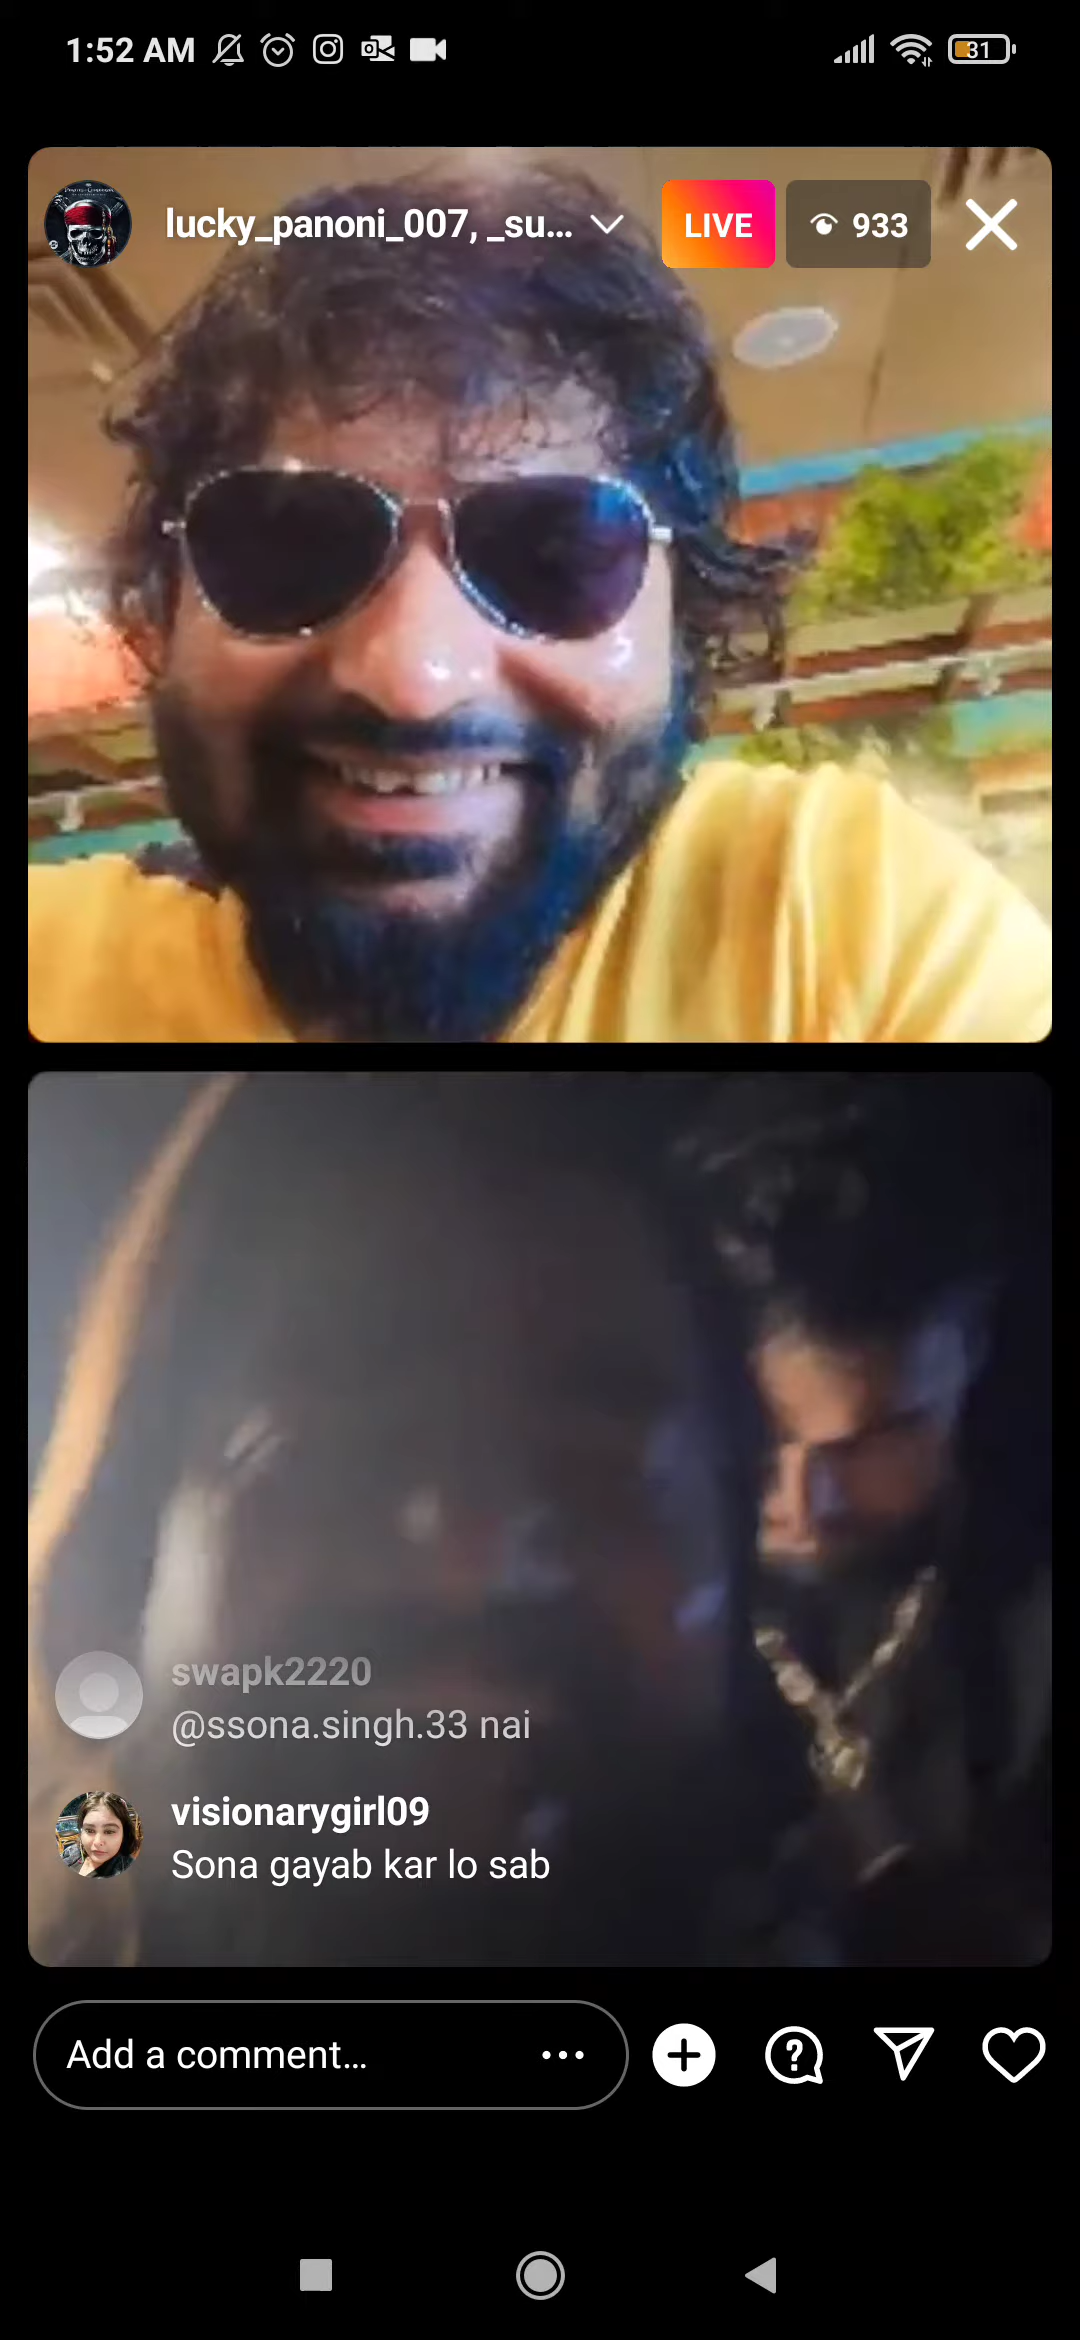 1:52 AM
31
lucky_panoni_007, _su...
LIVE
933
swapk2220
@ssona.singh.33 nai
visionarygirl09
Sona gayab kar lo sab
Add a comment...